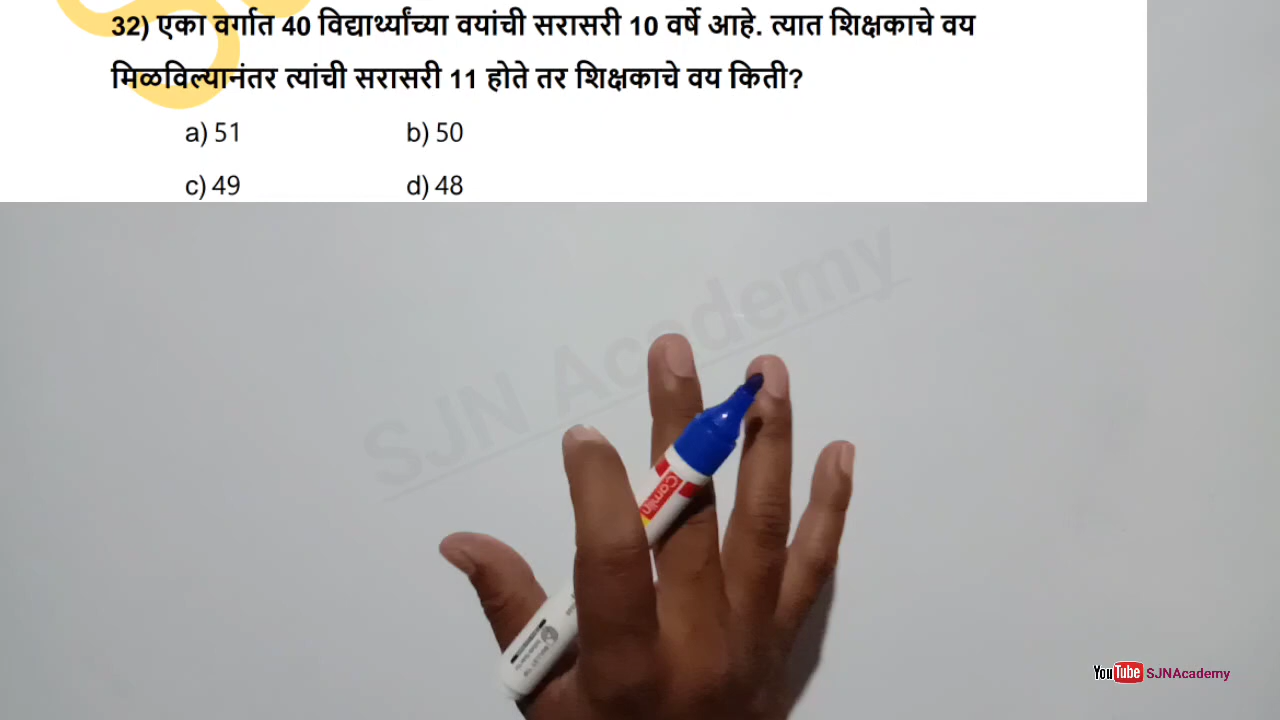 32) एका वर्गात 40 विद्यार्थ्यांच्या वयांची सरासरी 10 वर्षे आहे. त्यात शिक्षकाचे वय
मिळविल्यानंतर त्यांची सरासरी 11 होते तर शिक्षकाचे वय किती?
a) 51 b) 50
c) 49 d) 48
SJN Academy
Camlin
YouTube SJNAcademy